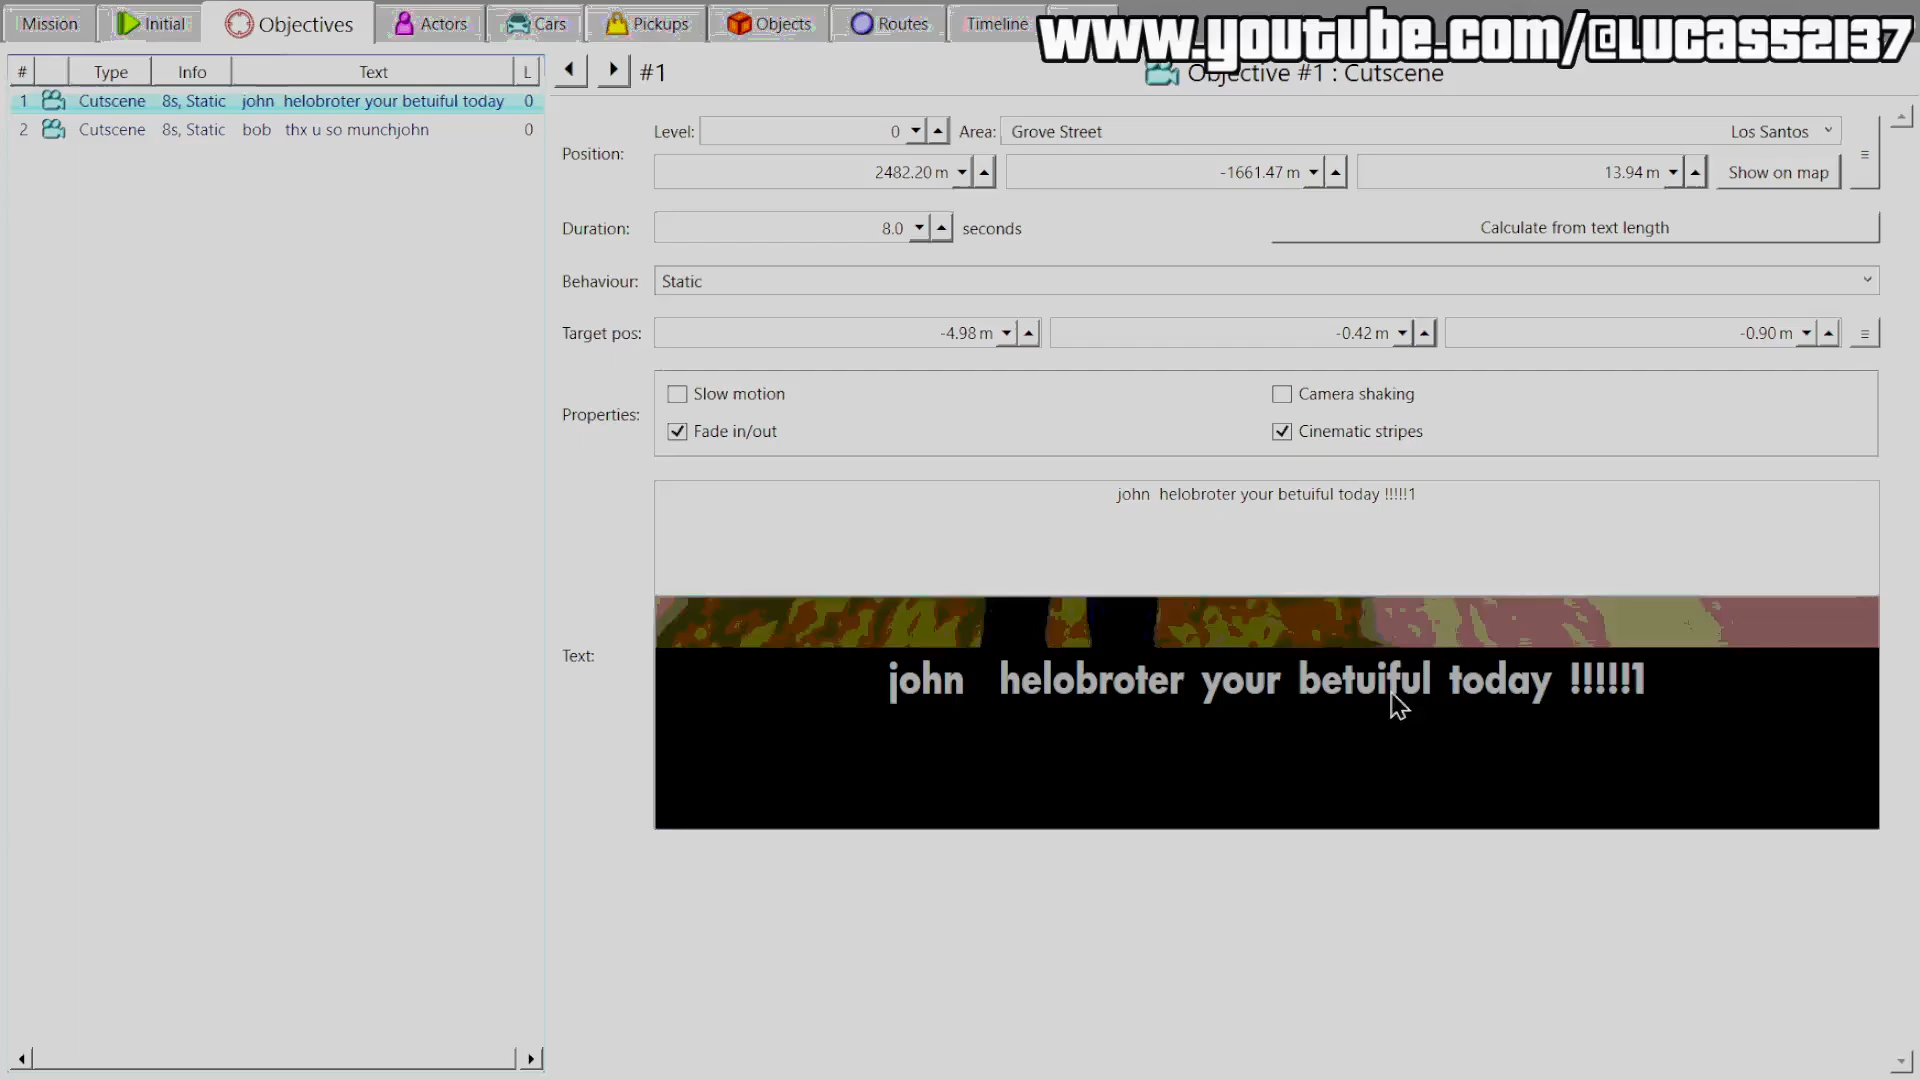 Mission Initial Objectives Actors Cars Pickups Objects Routes Timeline
www.youtube.com/@lucass2137
# Type Info Text L
#1
Objective #1 : Cutscene
1 Cutscene 8s, Static john  helobroter your betuiful today 0
2 Cutscene 8s, Static bob  thx u so munchjohn 0
Level: 0 Area: Grove Street Los Santos
Position:
2482.20 m -1661.47 m 13.94 m Show on map
Duration: 8.0 seconds Calculate from text length
Behaviour: Static
Target pos: -4.98 m -0.42 m -0.90 m
Slow motion Camera shaking
Properties:
Fade in/out Cinematic stripes
john  helobroter your betuiful today !!!!!1
Text:
john  helobroter your betuiful today !!!!!1